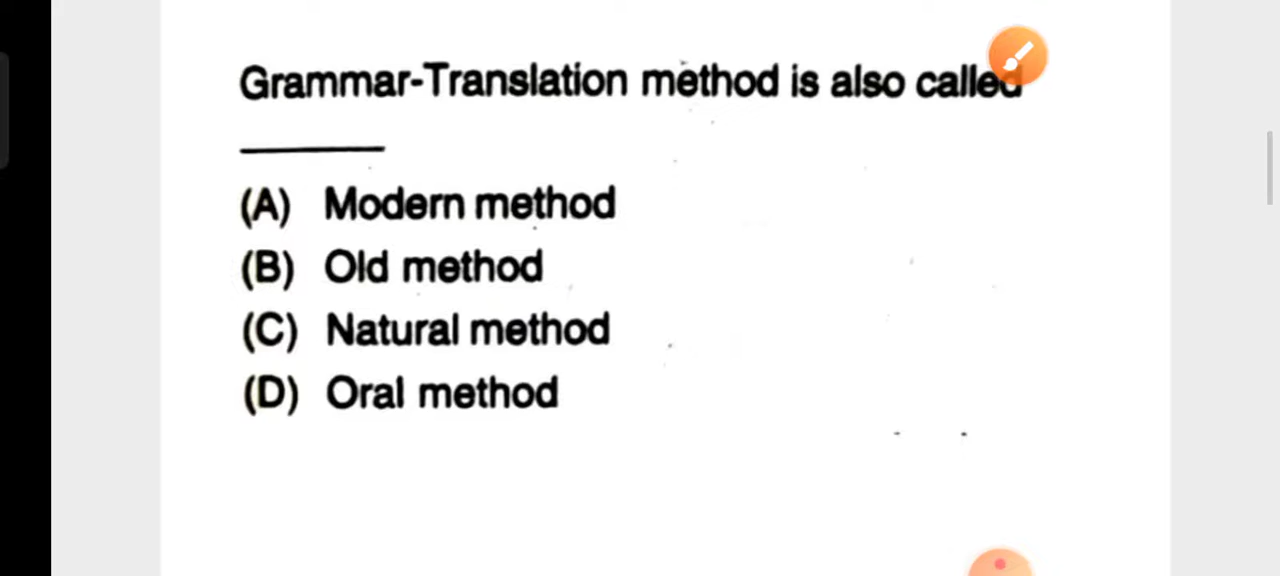 Grammar-Translation method is also called
________
(A) Modern method
(B) Old method
(C) Natural method
(D) Oral method